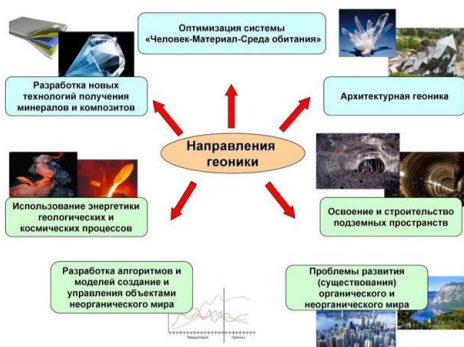 Оптимизация системы
«Человек-Материал-Среда обитания»
Разработка новых
технологий получения
минералов и композитов
Архитектурная геоника
Направления
геоники
Использование энергетики
геологических и
космических процессов
Освоение и строительство
подземных пространств
Разработка алгоритмов и
моделей создание и
управления объектами
неорганического мира
Проблемы развития
(существования)
органического и
неорганического мира